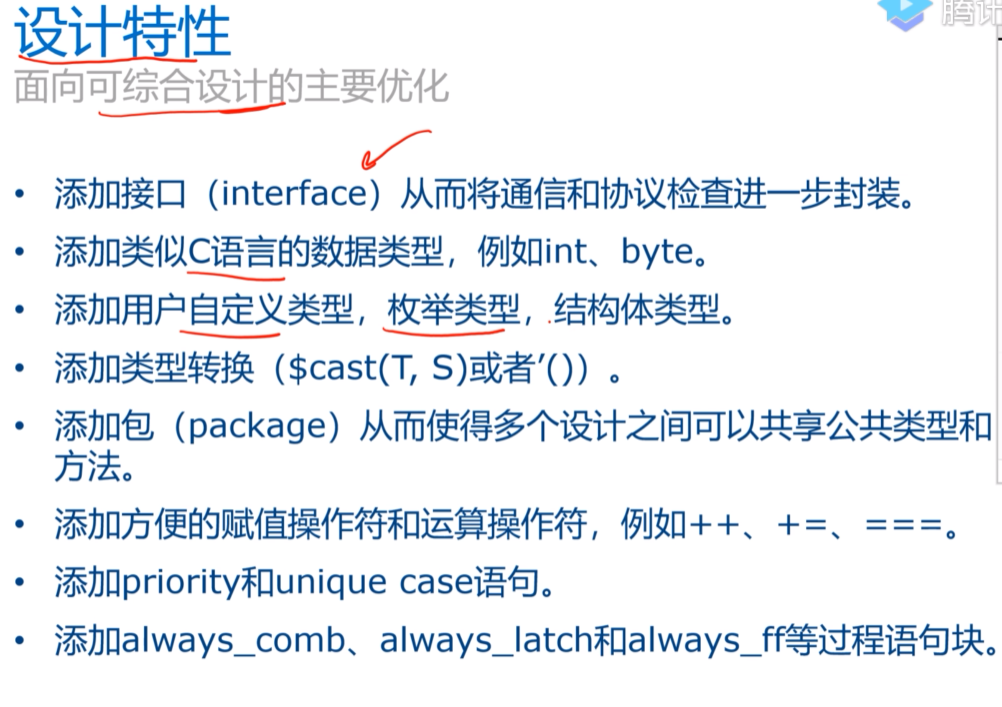 设计特性
腾讯
面向可综合设计的主要优化
• 添加接口（interface）从而将通信和协议检查进一步封装。
• 添加类似C语言的数据类型，例如int、byte。
• 添加用户自定义类型，枚举类型，结构体类型。
• 添加类型转换（$cast(T, S)或者’()）。
• 添加包（package）从而使得多个设计之间可以共享公共类型和
方法。
• 添加方便的赋值操作符和运算操作符，例如++、+=、===。
• 添加priority和unique case语句。
• 添加always_comb、always_latch和always_ff等过程语句块。